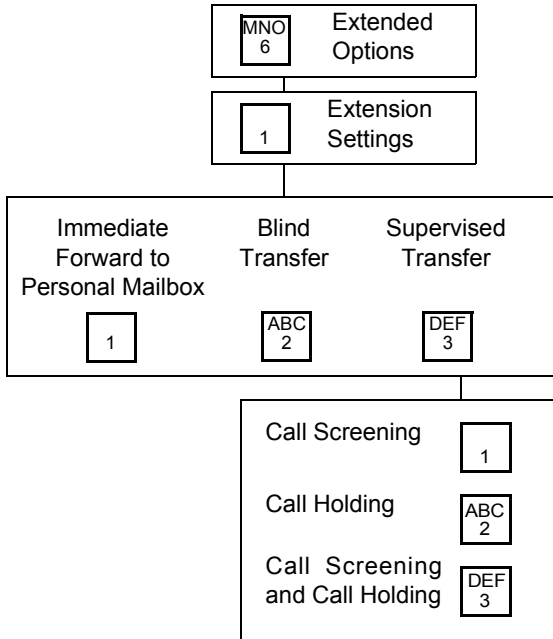 MNO Extended
6 Options
Extension
1 Settings
Immediate Blind Supervised
Forward to Transfer Transfer
Personal Mailbox
1 ABC DEF
2 3
Call Screening
1
Call Holding ABC
2
Call Screening DEF
and Call Holding 3